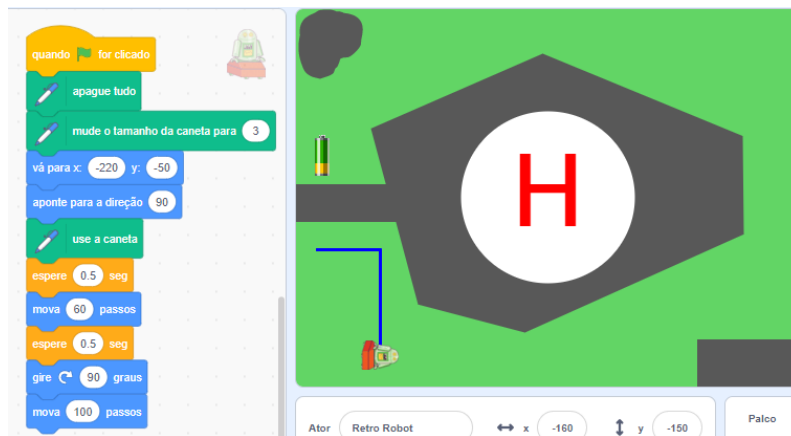 quando for clicado
apague tudo
mude o tamanho da caneta para 3
vá para x: -220 y: -50
aponte para a direção 90
use a caneta
espere 0.5 seg
mova 60 passos
espere 0.5 seg
gire 90 graus
mova 100 passos
H
Ator Retro Robot x -160 y -150
Palco